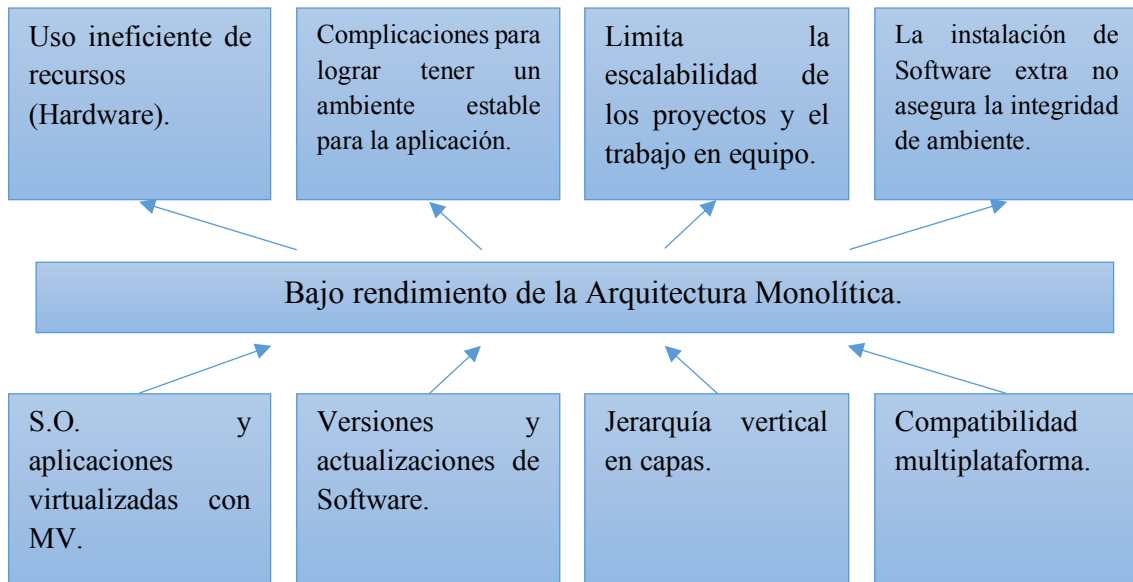 Uso ineficiente de
recursos
(Hardware).
Complicaciones para
lograr tener un
ambiente estable
para la aplicación.
Limita la
escalabilidad de
los proyectos y el
trabajo en equipo.
La instalación de
Software extra no
asegura la integridad
de ambiente.
Bajo rendimiento de la Arquitectura Monolítica.
S.O. y
aplicaciones
virtualizadas con
MV.
Versiones y
actualizaciones de
Software.
Jerarquía vertical
en capas.
Compatibilidad
multiplataforma.